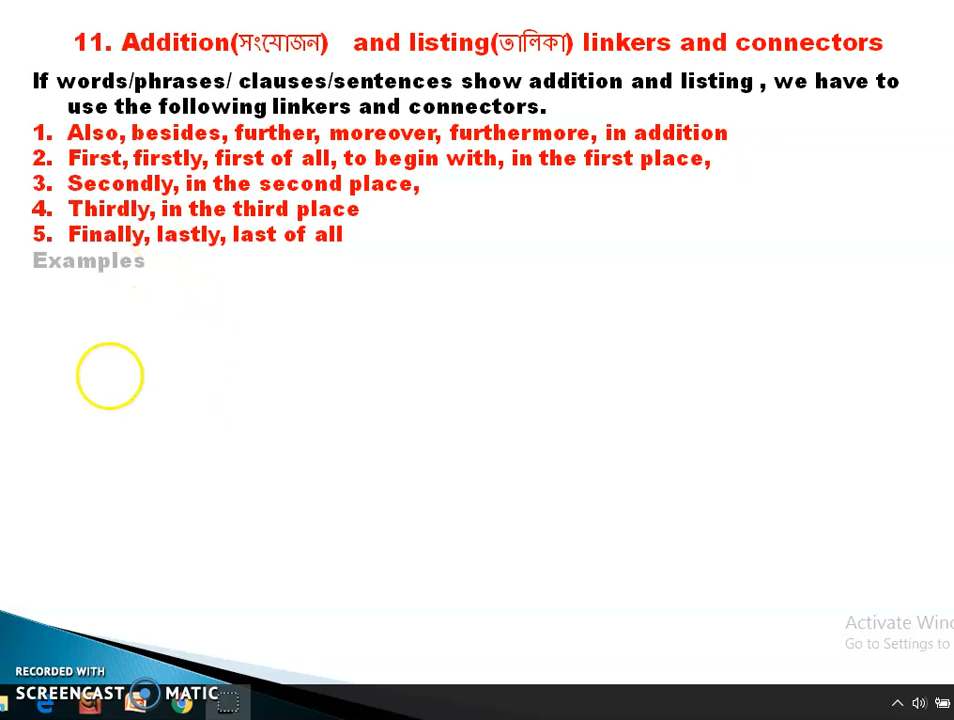 11. Addition(সংযোজন) and listing(তালিকা) linkers and connectors
If words/phrases/ clauses/sentences show addition and listing , we have to
use the following linkers and connectors.
1. Also, besides, further, moreover, furthermore, in addition
2. First, firstly, first of all, to begin with, in the first place,
3. Secondly, in the second place,
4. Thirdly, in the third place
5. Finally, lastly, last of all
Examples
Activate Win
Go to Settings to
RECORDED WITH
SCREENCAST MATIC